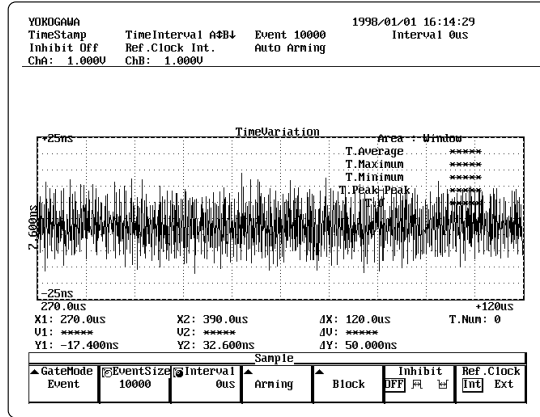 YOKOGAWA 1998/01/01 16:14:29
TimeStamp TimeInterval A↕B↓ Event 10000 Interval 0us
Inhibit Off Ref.Clock Int. Auto Arming
ChA: 1.000V ChB: 1.000V
TimeVariation
+25ns Area : Window
T.Average *****
T.Maximum *****
T.Minimum *****
T.Peak-Peak *****
*****
7.600ns
-25ns
270.0us +120us
X1: 270.0us X2: 390.0us ΔX: 120.0us T.Num: 0
V1: ***** V2: ***** ΔV: *****
Y1: -17.400ns Y2: 32.600ns ΔY: 50.000ns
Sample
GateMode EventSize Interval Arming Block Inhibit Ref.Clock
Event 10000 0us OFF Int Ext